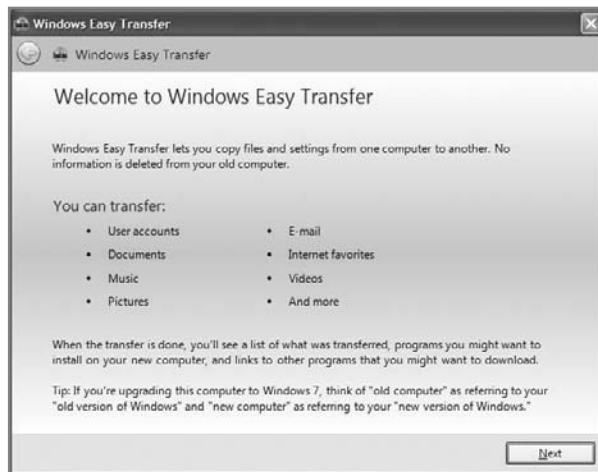 Windows Easy Transfer
Windows Easy Transfer
Welcome to Windows Easy Transfer
Windows Easy Transfer lets you copy files and settings from one computer to another. No
information is deleted from your old computer.
You can transfer:
• User accounts
• Documents
• Music
• Pictures
• E-mail
• Internet favorites
• Videos
• And more
When the transfer is done, you'll see a list of what was transferred, programs you might want to
install on your new computer, and links to other programs that you might want to download.
Tip: If you're upgrading this computer to Windows 7, think of "old computer" as referring to your
"old version of Windows" and "new computer" as referring to your "new version of Windows."
Next